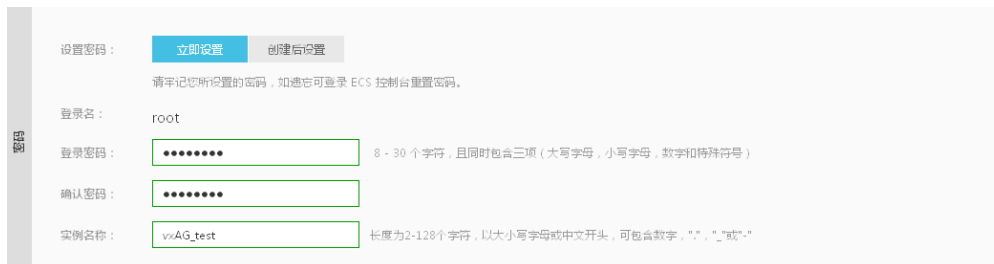 设置密码： 立即设置 创建后设置
请牢记您所设置的密码，如遗忘可登录 ECS 控制台重置密码。
登录名： root
密码
登录密码： ●●●●●●●● 8 - 30 个字符，且同时包含三项（大写字母，小写字母，数字和特殊符号）
确认密码： ●●●●●●●●
实例名称： vxAG_test 长度为2-128个字符，以大小写字母或中文开头，可包含数字，"."，"_"或"-"